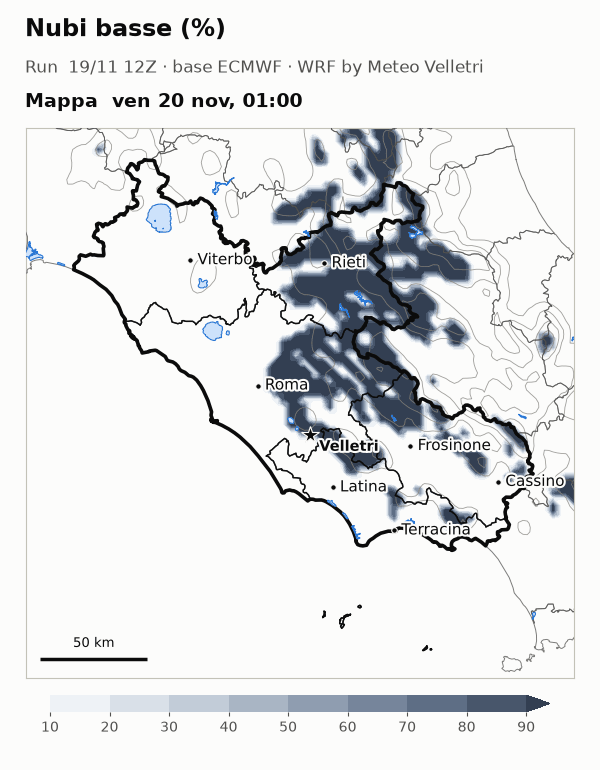 Nubi basse (%)
Run  19/11 12Z · base ECMWF · WRF by Meteo Velletri
Mappa  ven 20 nov, 01:00
Viterbo
Rieti
Roma
Velletri
Frosinone
Latina
Cassino
Terracina
50 km
10 20 30 40 50 60 70 80 90